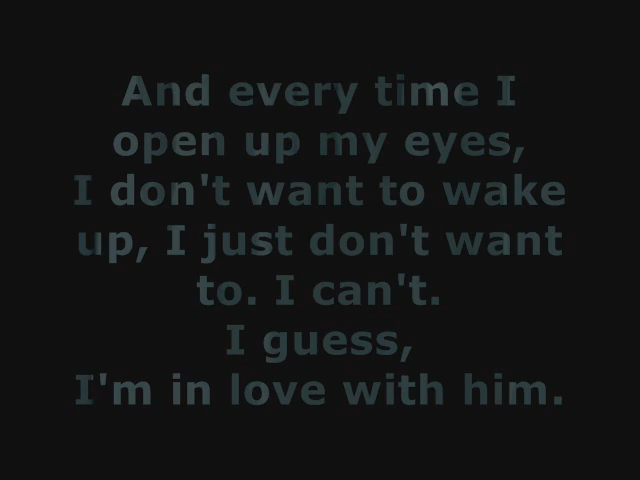 And every time I
open up my eyes,
I don't want to wake
up, I just don't want
to. I can't.
I guess,
I'm in love with him.